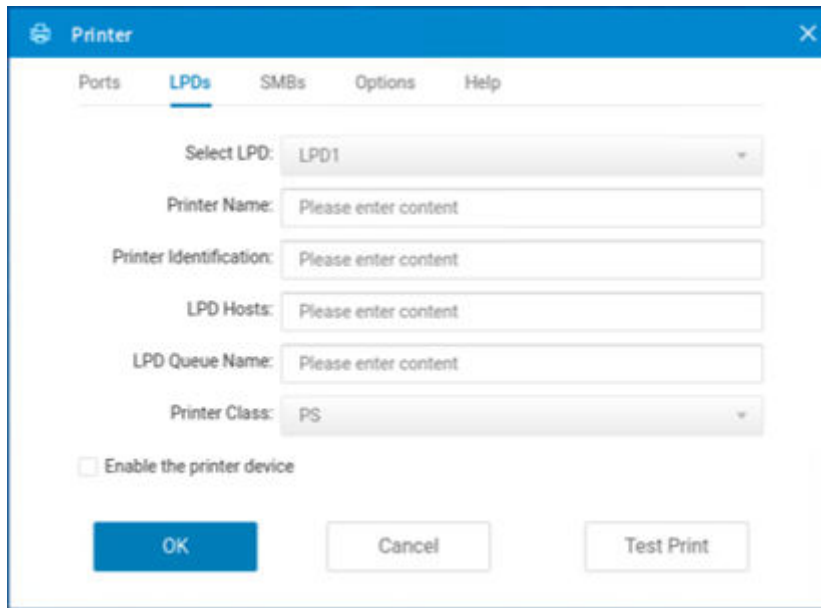 Printer
Ports LPDs SMBs Options Help
Select LPD: LPD1
Printer Name: Please enter content
Printer Identification: Please enter content
LPD Hosts: Please enter content
LPD Queue Name: Please enter content
Printer Class: PS
Enable the printer device
OK Cancel Test Print